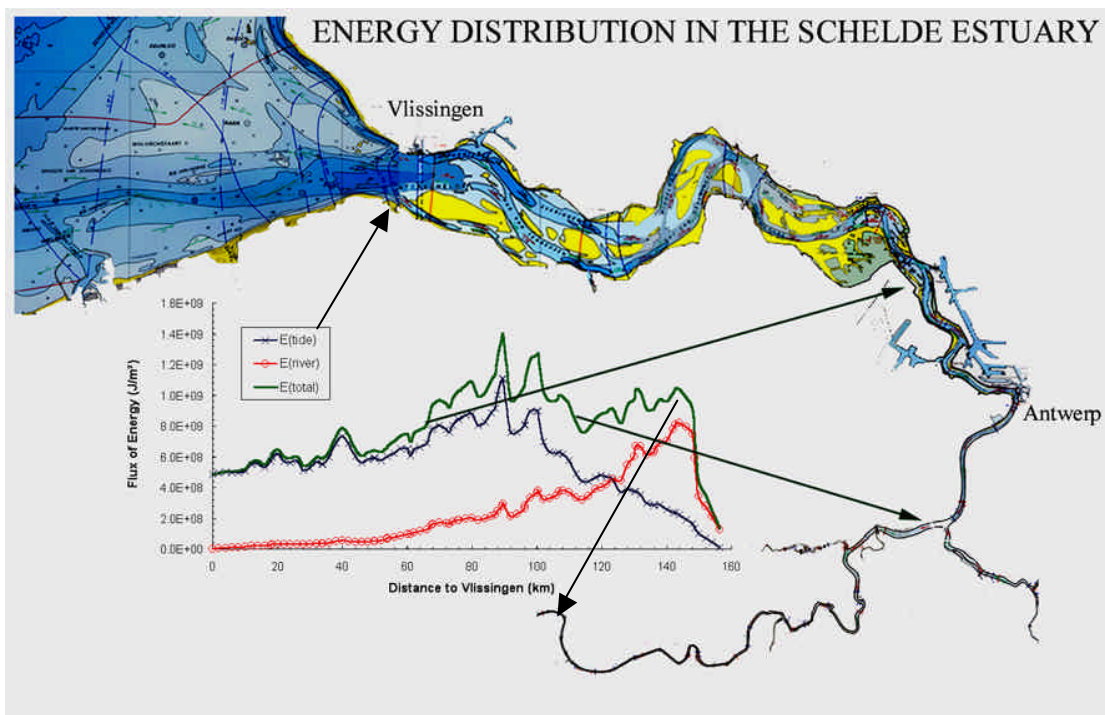 ENERGY DISTRIBUTION IN THE SCHELDE ESTUARY
Vlissingen
Antwerp
E(tide)
E(river)
E(total)
Flux of Energy (J/m²)
1.6E+09
1.4E+09
1.2E+09
1.0E+09
8.0E+08
6.0E+08
4.0E+08
2.0E+08
0.0E+00
0 20 40 60 80 100 120 140 160
Distance to Vlissingen (km)